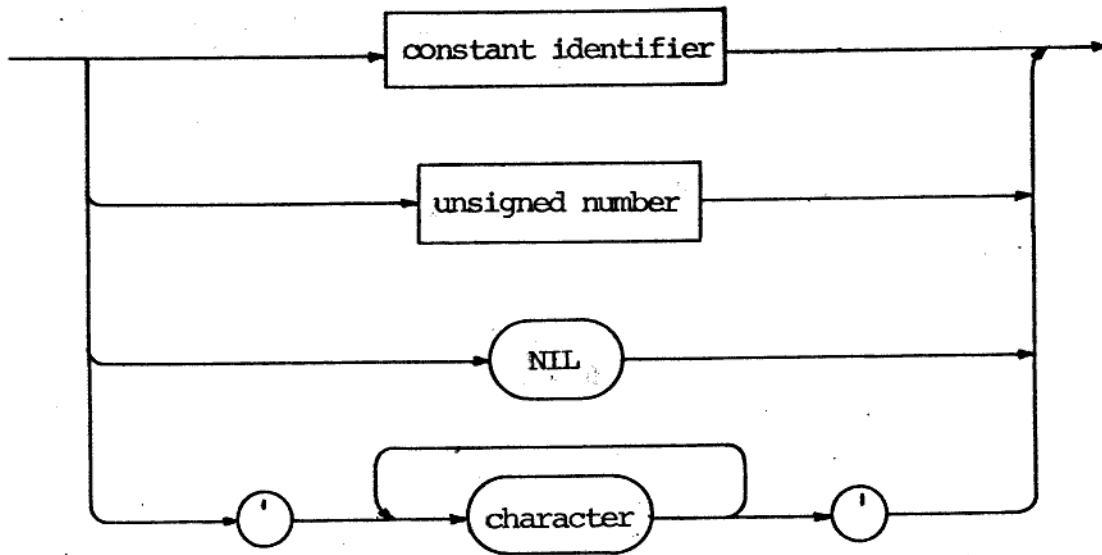 constant identifier
unsigned number
NIL
' character '